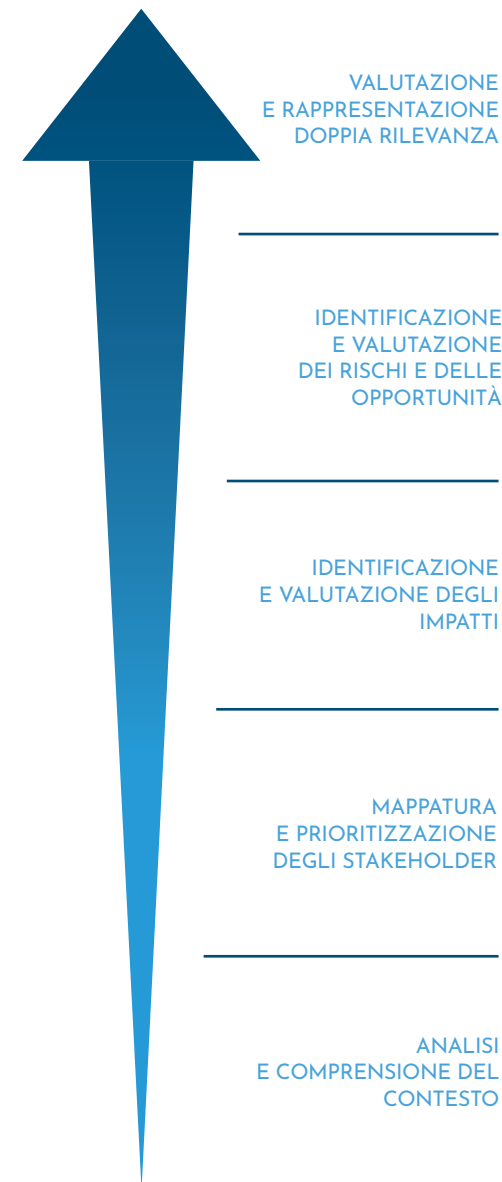 VALUTAZIONE
E RAPPRESENTAZIONE
DOPPIA RILEVANZA
IDENTIFICAZIONE
E VALUTAZIONE
DEI RISCHI E DELLE
OPPORTUNITÀ
IDENTIFICAZIONE
E VALUTAZIONE DEGLI
IMPATTI
MAPPATURA
E PRIORITIZZAZIONE
DEGLI STAKEHOLDER
ANALISI
E COMPRENSIONE DEL
CONTESTO